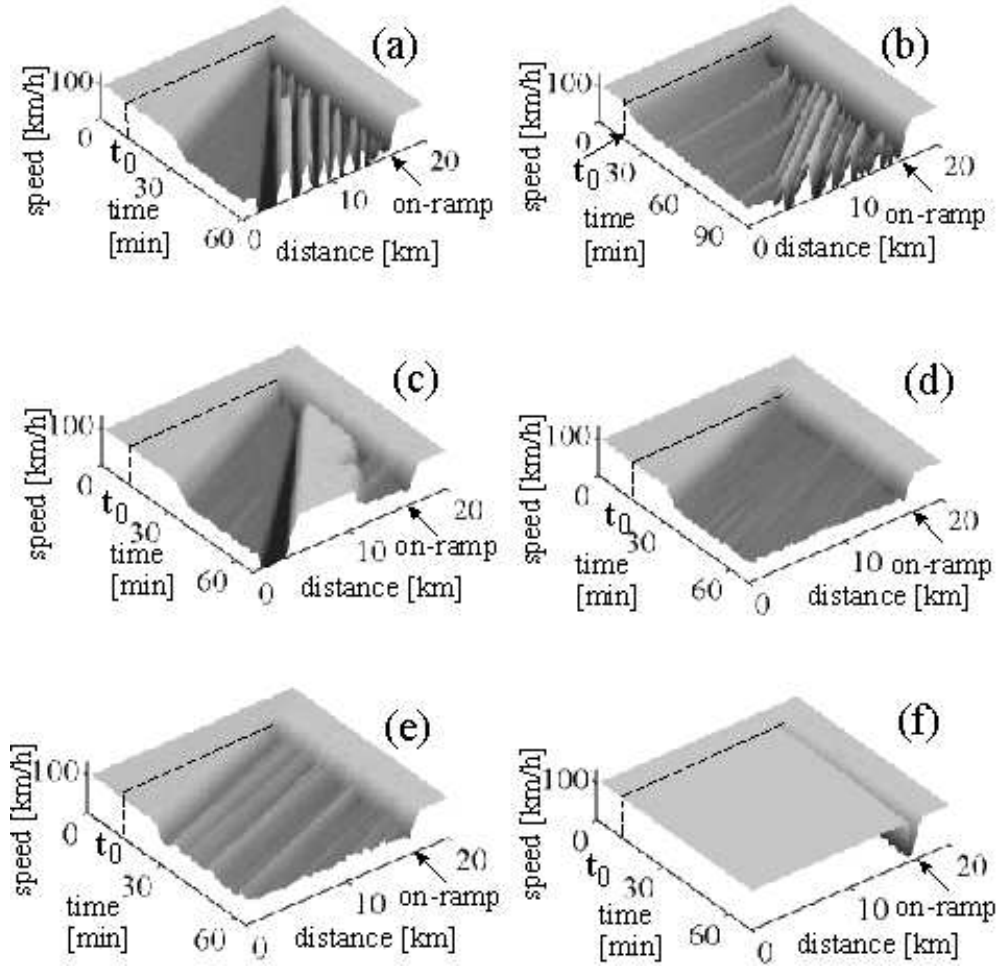 (a)
speed [km/h]
100
0
t0
30
time
[min]
60
0
10
20
on-ramp
distance [km]
(b)
speed [km/h]
100
0
t0
30
60
time
[min]
90
0
10
20
on-ramp
distance [km]
(c)
speed [km/h]
100
0
t0
30
time
[min]
60
0
10
20
on-ramp
distance [km]
(d)
speed [km/h]
100
0
t0
30
time
[min]
60
0
10
20
on-ramp
distance [km]
(e)
speed [km/h]
100
0
t0
30
time
[min]
60
0
10
20
on-ramp
distance [km]
(f)
speed [km/h]
100
0
t0
30
time
[min]
60
0
10
20
on-ramp
distance [km]